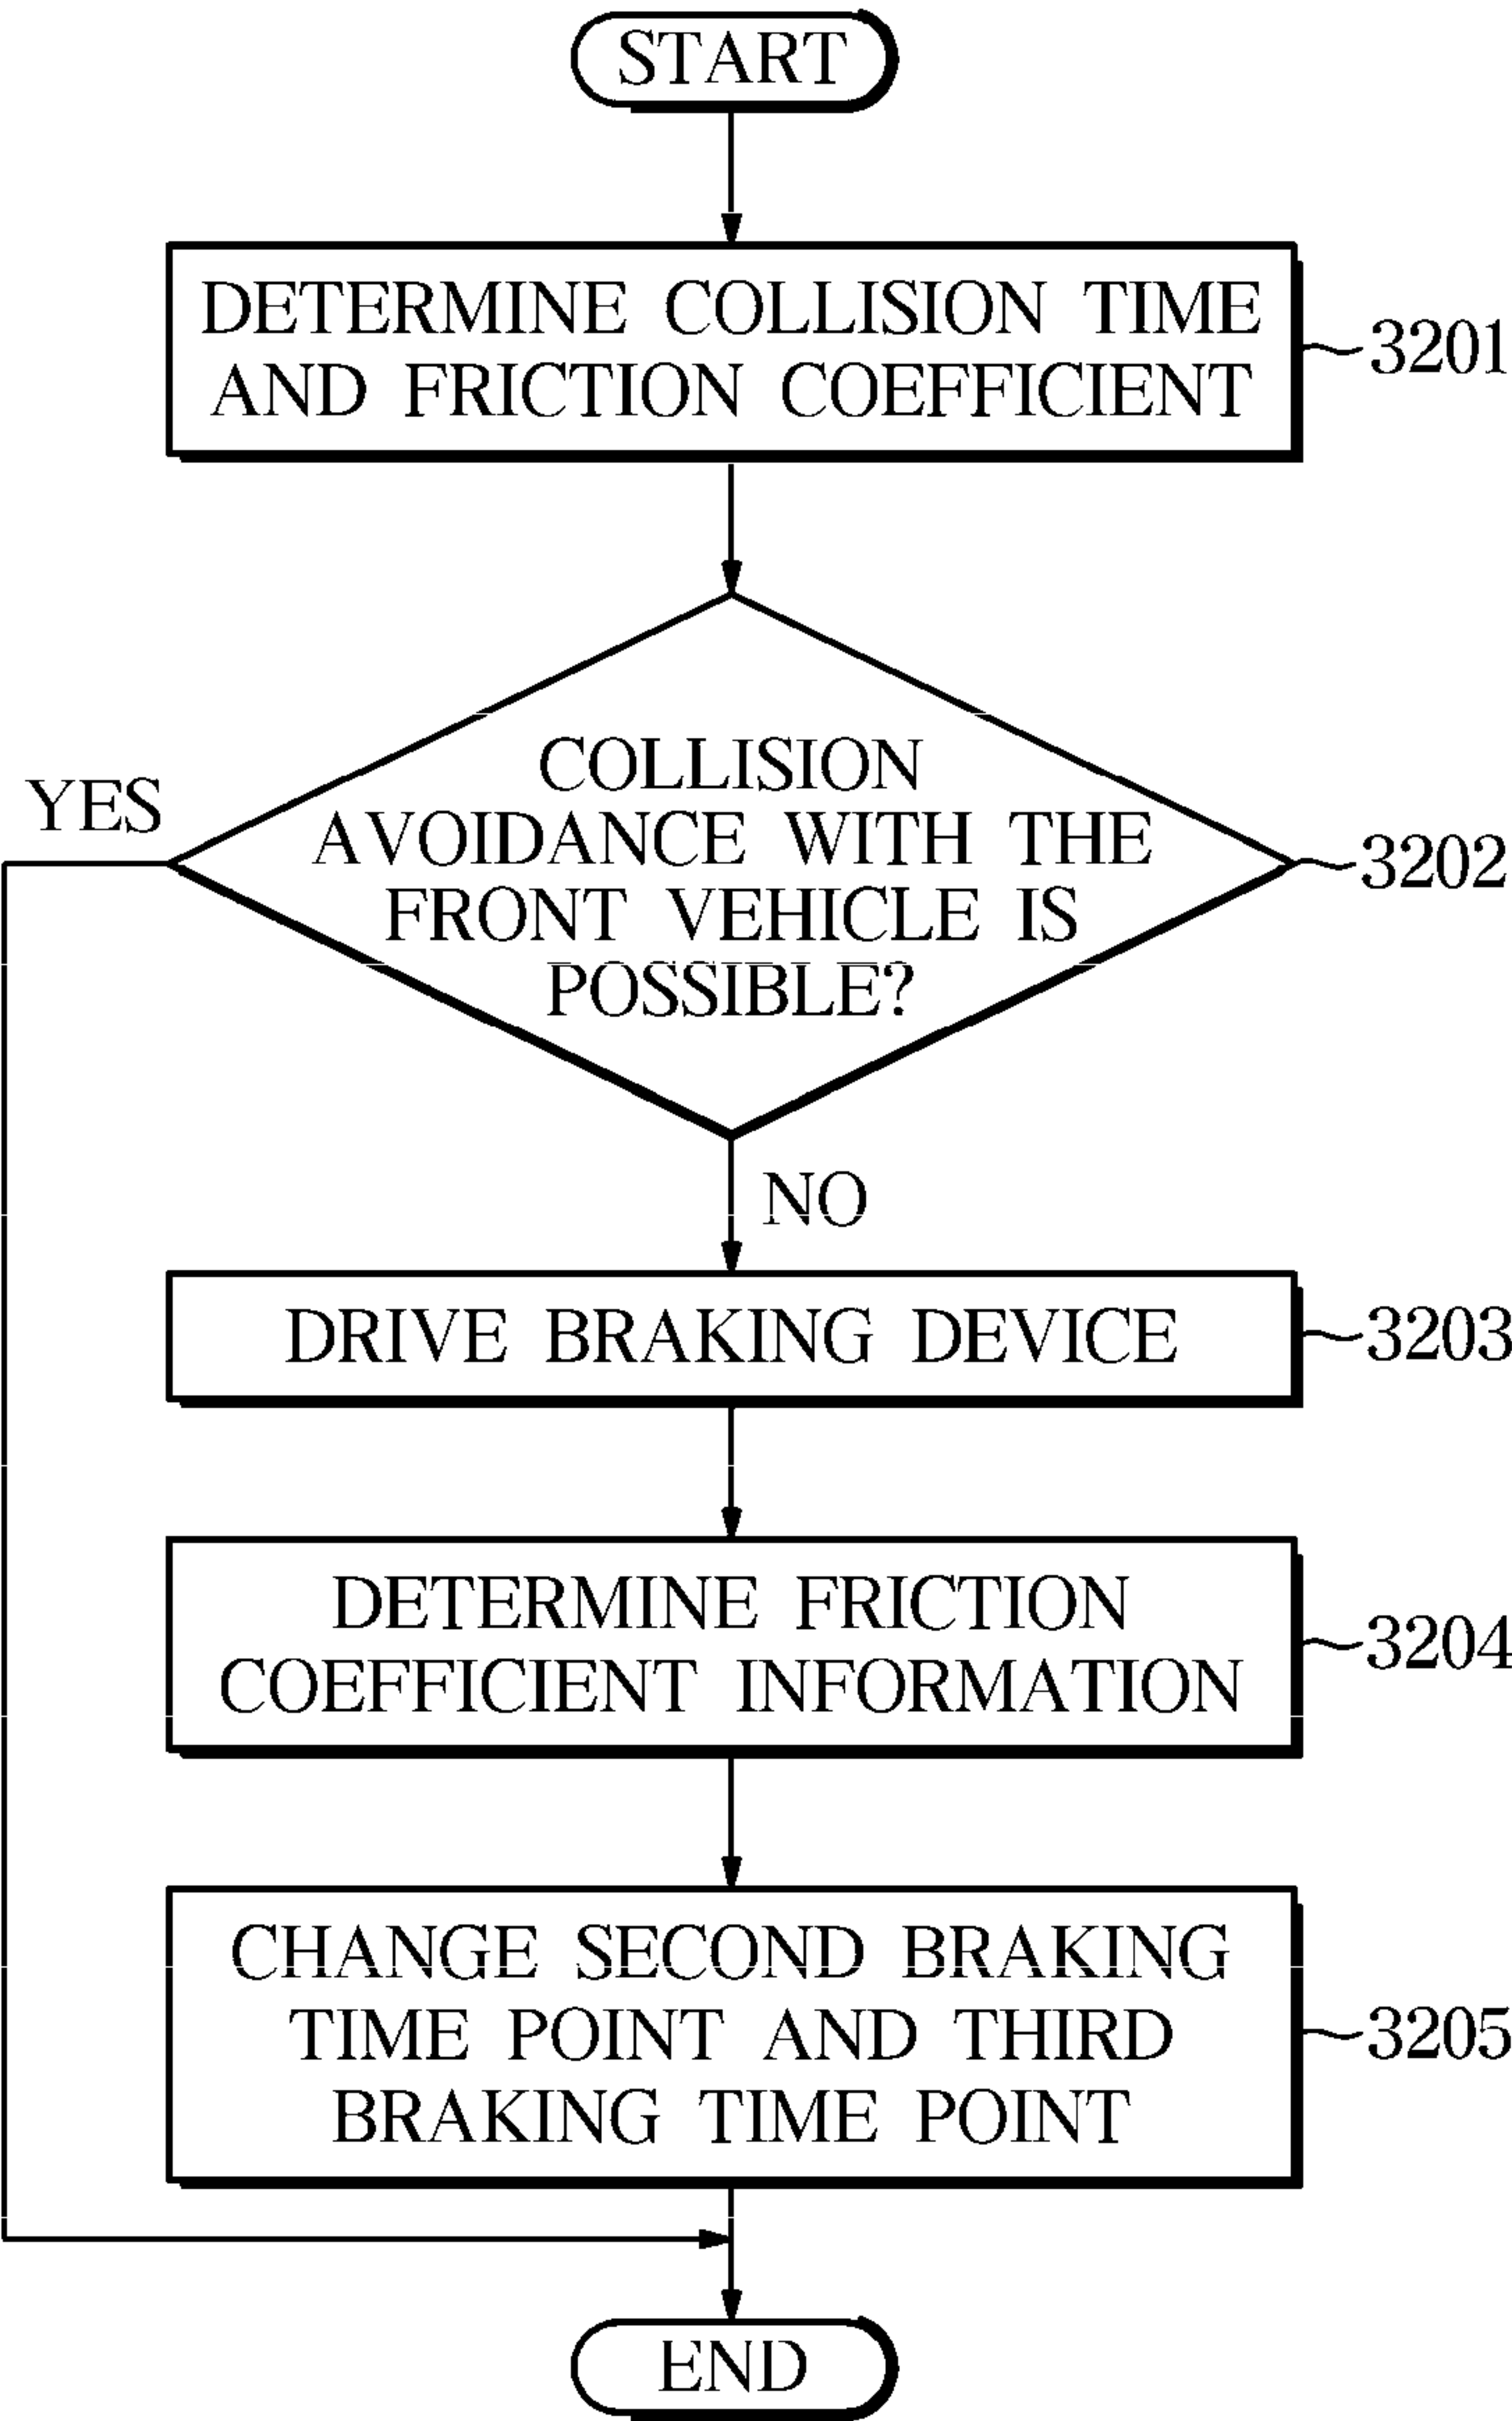 START
DETERMINE COLLISION TIME
AND FRICTION COEFFICIENT
3201
COLLISION
AVOIDANCE WITH THE
FRONT VEHICLE IS
POSSIBLE?
YES
3202
NO
DRIVE BRAKING DEVICE
3203
DETERMINE FRICTION
COEFFICIENT INFORMATION
3204
CHANGE SECOND BRAKING
TIME POINT AND THIRD
BRAKING TIME POINT
3205
END